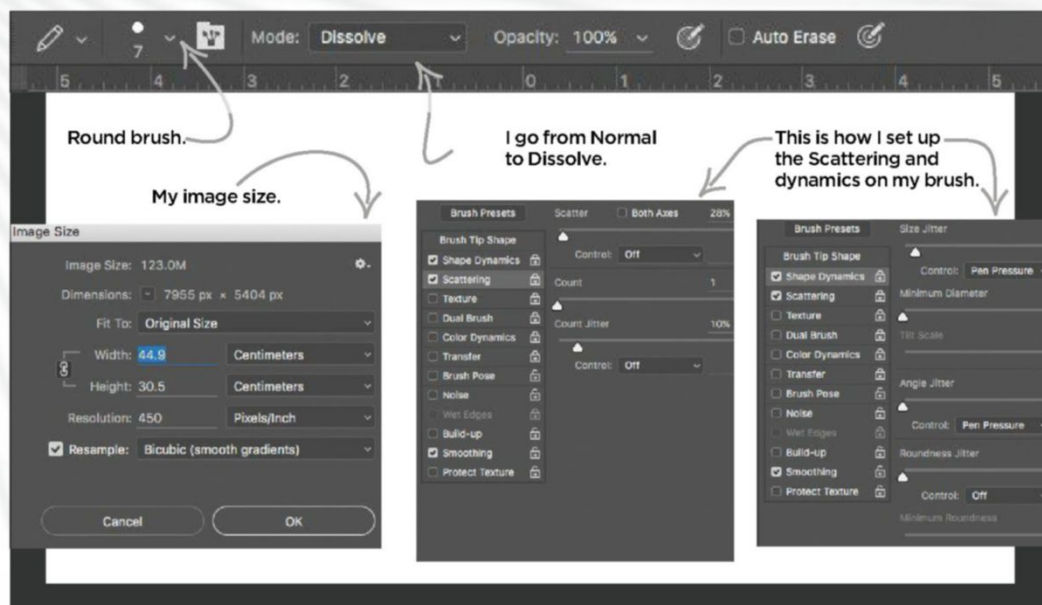 7
Mode: Dissolve
Opacity: 100%
Auto Erase
5 4 3 2 1 0 1 2 3 4 5
Round brush.
My image size.
I go from Normal
to Dissolve.
This is how I set up
the Scattering and
dynamics on my brush.
Image Size
Image Size: 123.0M
Dimensions: 7955 px × 5404 px
Fit To: Original Size
Width: 44.9 Centimeters
Height: 30.5 Centimeters
Resolution: 450 Pixels/Inch
Resample: Bicubic (smooth gradients)
Cancel OK
Brush Presets
Brush Tip Shape
Shape Dynamics
Scattering
Texture
Dual Brush
Color Dynamics
Transfer
Brush Pose
Noise
Wet Edges
Build-up
Smoothing
Protect Texture
Scatter Both Axes 28%
Control: Off
Count 1
Count Jitter 10%
Control: Off
Brush Presets
Brush Tip Shape
Shape Dynamics
Scattering
Texture
Dual Brush
Color Dynamics
Transfer
Brush Pose
Noise
Wet Edges
Build-up
Smoothing
Protect Texture
Size Jitter
Control: Pen Pressure
Minimum Diameter
Tilt Scale
Angle Jitter
Control: Pen Pressure
Roundness Jitter
Control: Off
Minimum Roundness